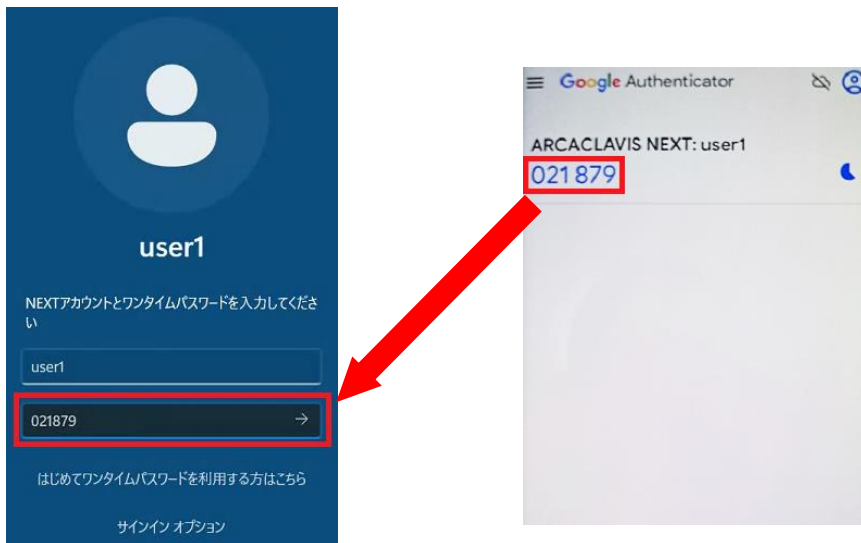 user1
NEXTアカウントとワンタイムパスワードを入力してくださ
い
user1
021879
はじめてワンタイムパスワードを利用する方はこちら
サインイン オプション
Google Authenticator
ARCACLAVIS NEXT: user1
021 879